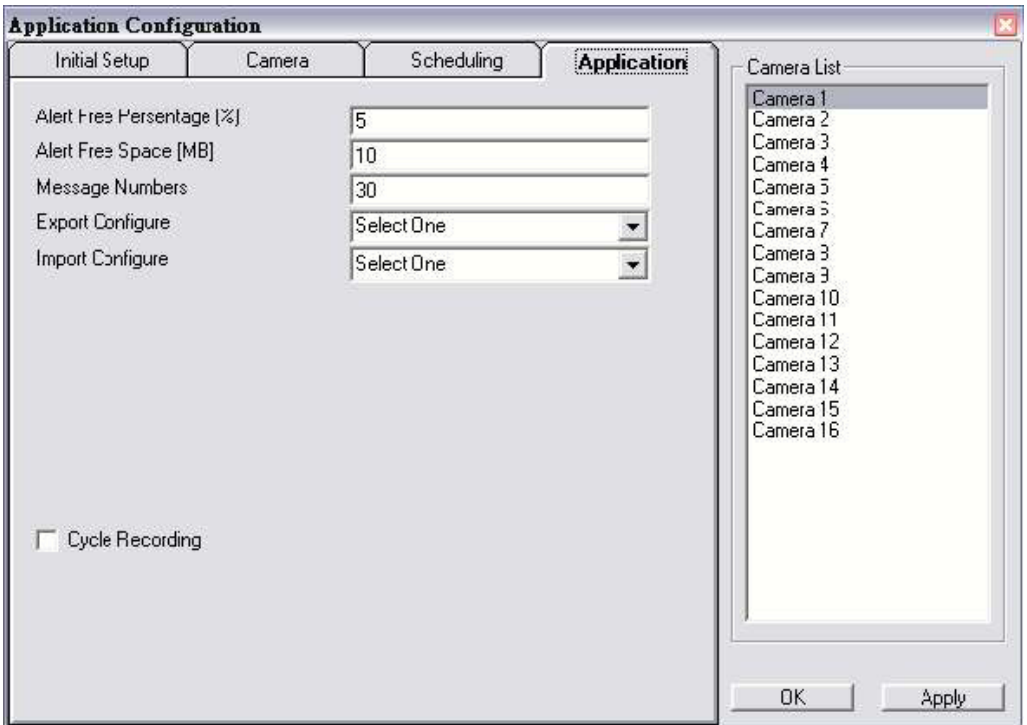 Application Configuration
Initial Setup
Camera
Scheduling
Application
Alert Free Persentage [%]
5
Alert Free Space [MB]
10
Message Numbers
30
Export Configure
Select One
Import Configure
Select One
Cycle Recording
Camera List
Camera 1
Camera 2
Camera 3
Camera 4
Camera 5
Camera 6
Camera 7
Camera 8
Camera 9
Camera 10
Camera 11
Camera 12
Camera 13
Camera 14
Camera 15
Camera 16
OK
Apply